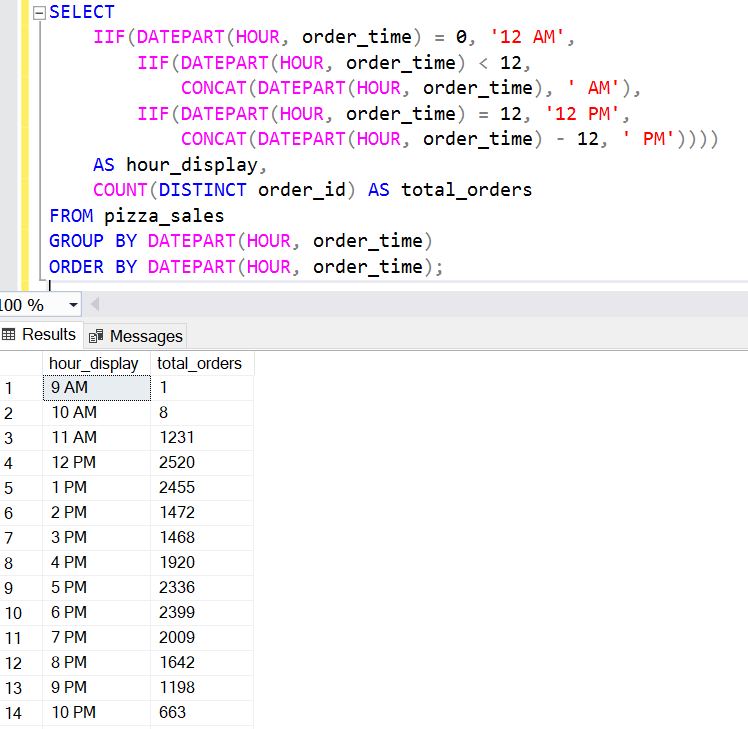 SELECT
IIF(DATEPART(HOUR, order_time) = 0, '12 AM',
IIF(DATEPART(HOUR, order_time) < 12,
CONCAT(DATEPART(HOUR, order_time), ' AM'),
IIF(DATEPART(HOUR, order_time) = 12, '12 PM',
CONCAT(DATEPART(HOUR, order_time) - 12, ' PM'))))
AS hour_display,
COUNT(DISTINCT order_id) AS total_orders
FROM pizza_sales
GROUP BY DATEPART(HOUR, order_time)
ORDER BY DATEPART(HOUR, order_time);
100 %
Results Messages
hour_display total_orders
1 9 AM 1
2 10 AM 8
3 11 AM 1231
4 12 PM 2520
5 1 PM 2455
6 2 PM 1472
7 3 PM 1468
8 4 PM 1920
9 5 PM 2336
10 6 PM 2399
11 7 PM 2009
12 8 PM 1642
13 9 PM 1198
14 10 PM 663